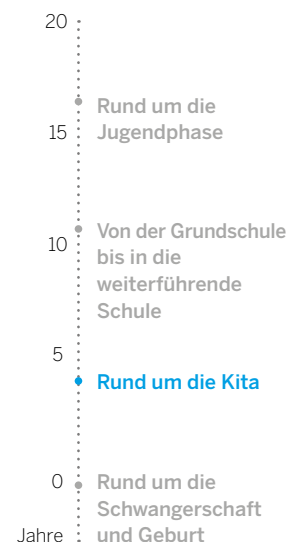 20
Rund um die
15 Jugendphase
Von der Grundschule
10 bis in die
weiterführende
Schule
5
Rund um die Kita
0 Rund um die
Schwangerschaft
Jahre und Geburt